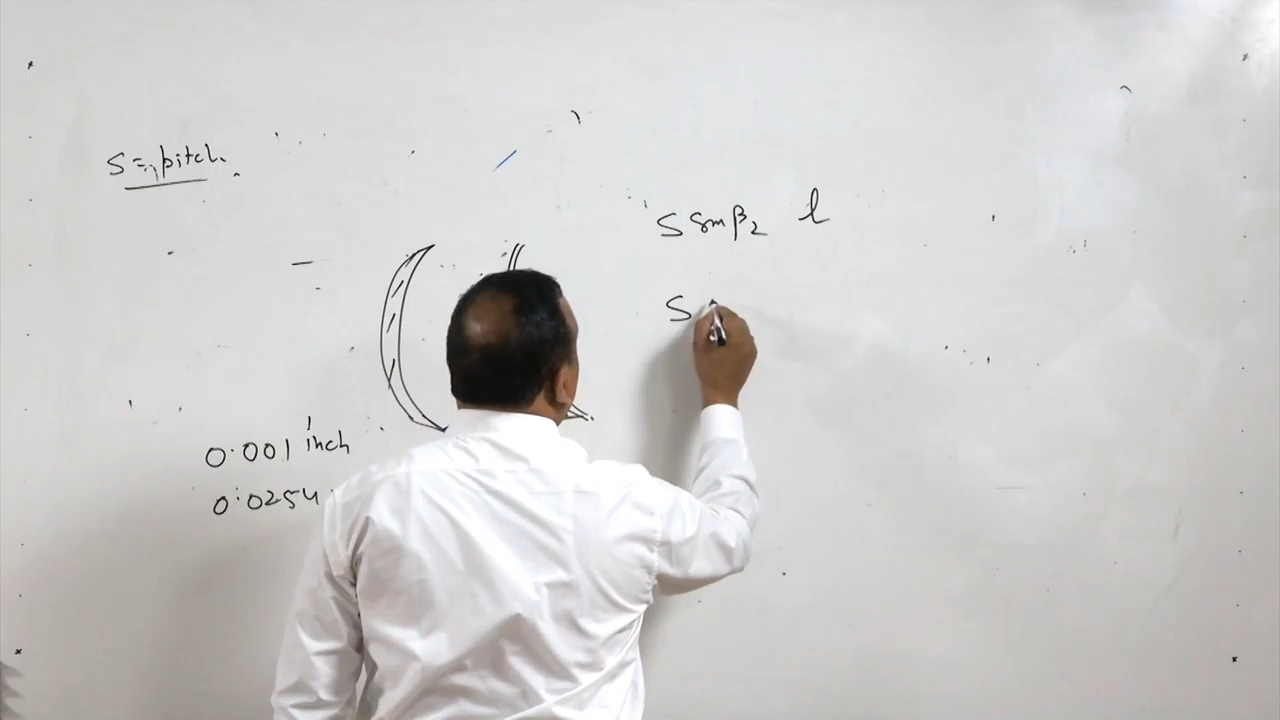 S = pitch.
S sin β₂ l
S
0.001 inch
0.0254